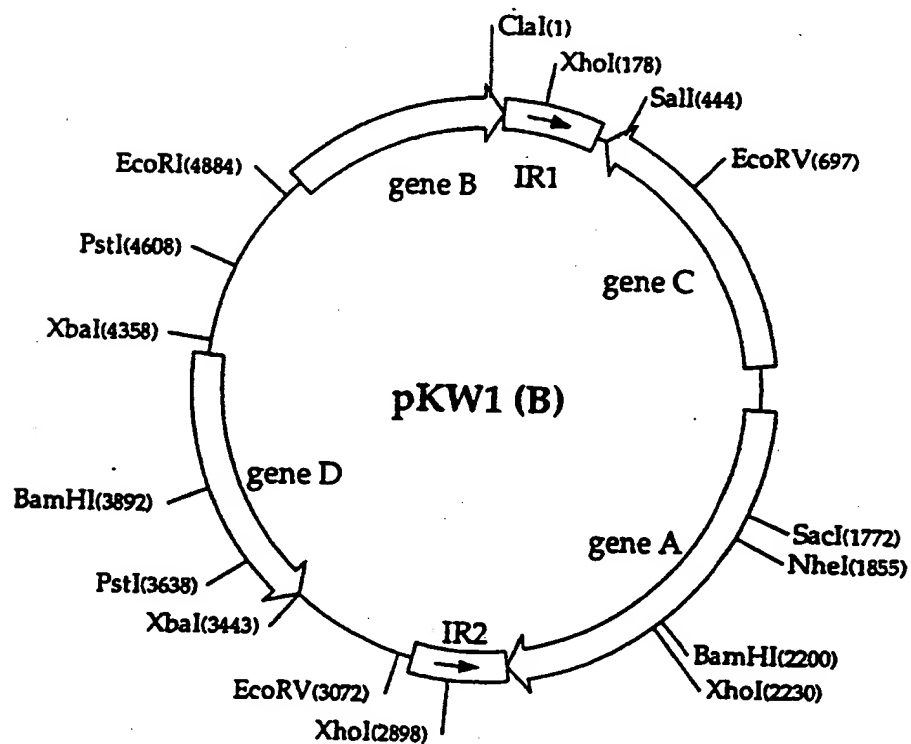 ClaI(1)
XhoI(178)
SalI(444)
EcoRV(697)
EcoRI(4884)
gene B
IR1
PstI(4608)
gene C
XbaI(4358)
pKW1 (B)
gene D
BamHI(3892)
gene A
SacI(1772)
NheI(1855)
PstI(3638)
XbaI(3443)
IR2
BamHI(2200)
EcoRV(3072)
XhoI(2230)
XhoI(2898)